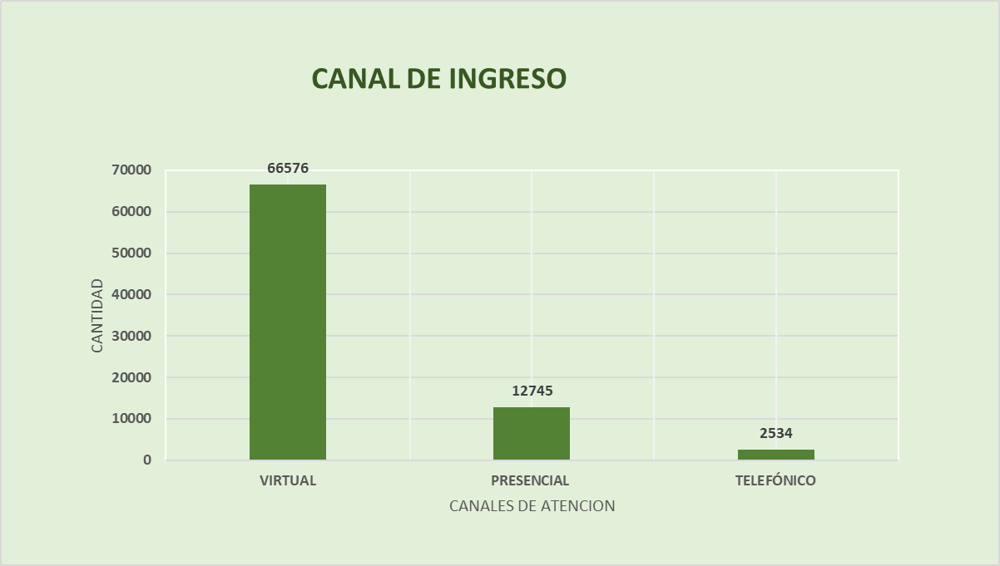 CANAL DE INGRESO
66576
70000
60000
50000
40000
30000
20000
10000
0
CANTIDAD
12745
2534
VIRTUAL
PRESENCIAL
TELEFÓNICO
CANALES DE ATENCION